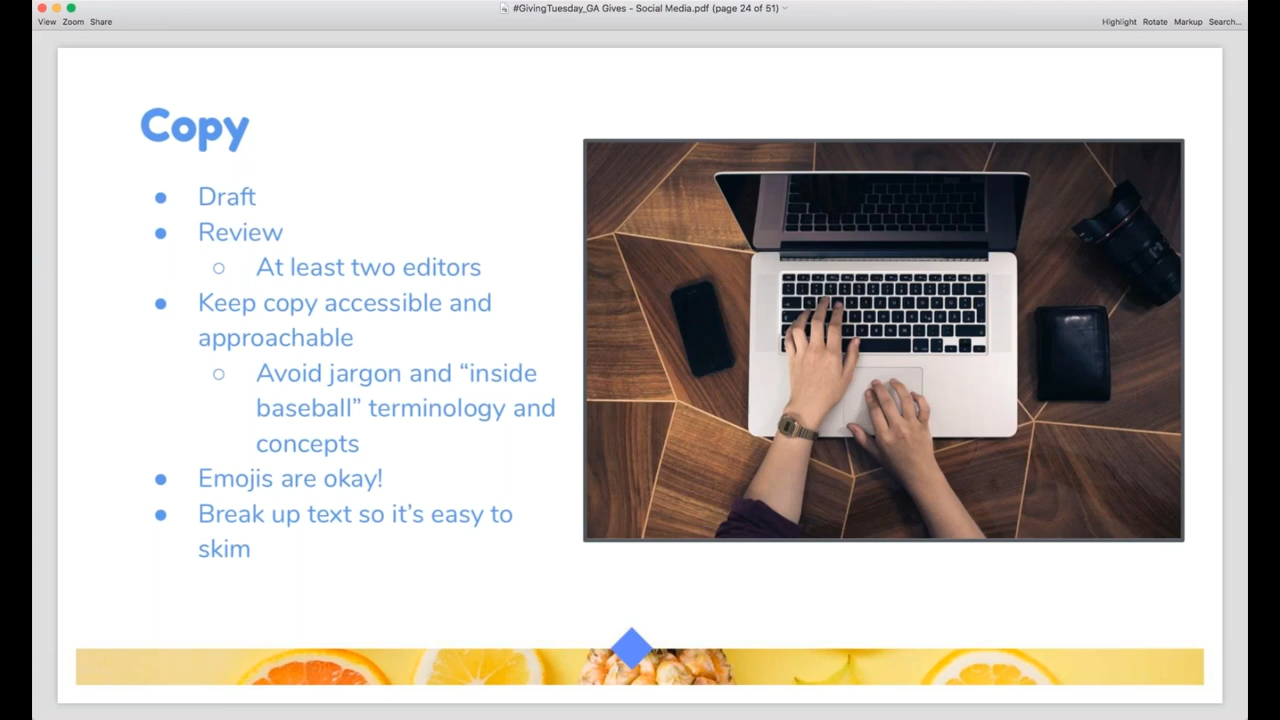 #GivingTuesday_GA Gives - Social Media.pdf (page 24 of 51)
View Zoom Share
Highlight Rotate Markup Search...
Copy
● Draft
● Review
○ At least two editors
● Keep copy accessible and
approachable
○ Avoid jargon and “inside
baseball” terminology and
concepts
● Emojis are okay!
● Break up text so it’s easy to
skim